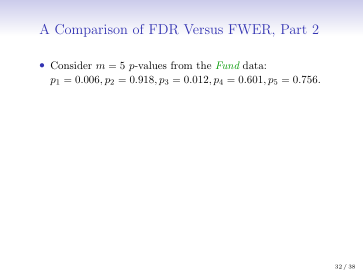 A Comparison of FDR Versus FWER, Part 2
• Consider m = 5 p-values from the Fund data:
p₁ = 0.006, p₂ = 0.918, p₃ = 0.012, p₄ = 0.601, p₅ = 0.756.
32 / 38